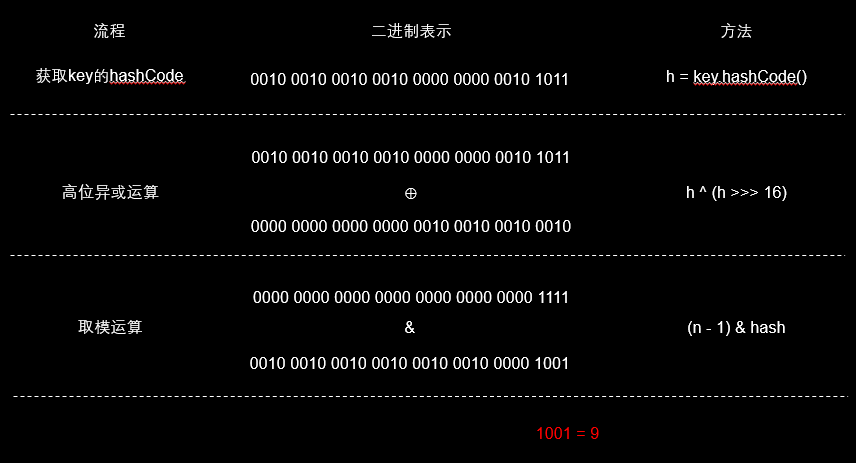 流程 二进制表示 方法
获取key的hashCode 0010 0010 0010 0010 0000 0000 0010 1011 h = key.hashCode()
0010 0010 0010 0010 0000 0000 0010 1011
高位异或运算 ⊕ h ^ (h >>> 16)
0000 0000 0000 0000 0010 0010 0010 0010
0000 0000 0000 0000 0000 0000 0000 1111
取模运算 & (n - 1) & hash
0010 0010 0010 0010 0010 0010 0000 1001
1001 = 9